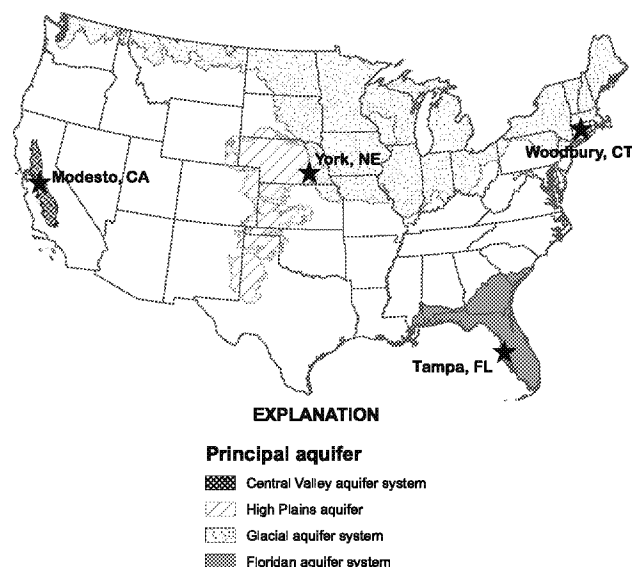 York, NE
Woodbury, CT
Modesto, CA
Tampa, FL
EXPLANATION
Principal aquifer
Central Valley aquifer system
High Plains aquifer
Glacial aquifer system
Floridan aquifer system